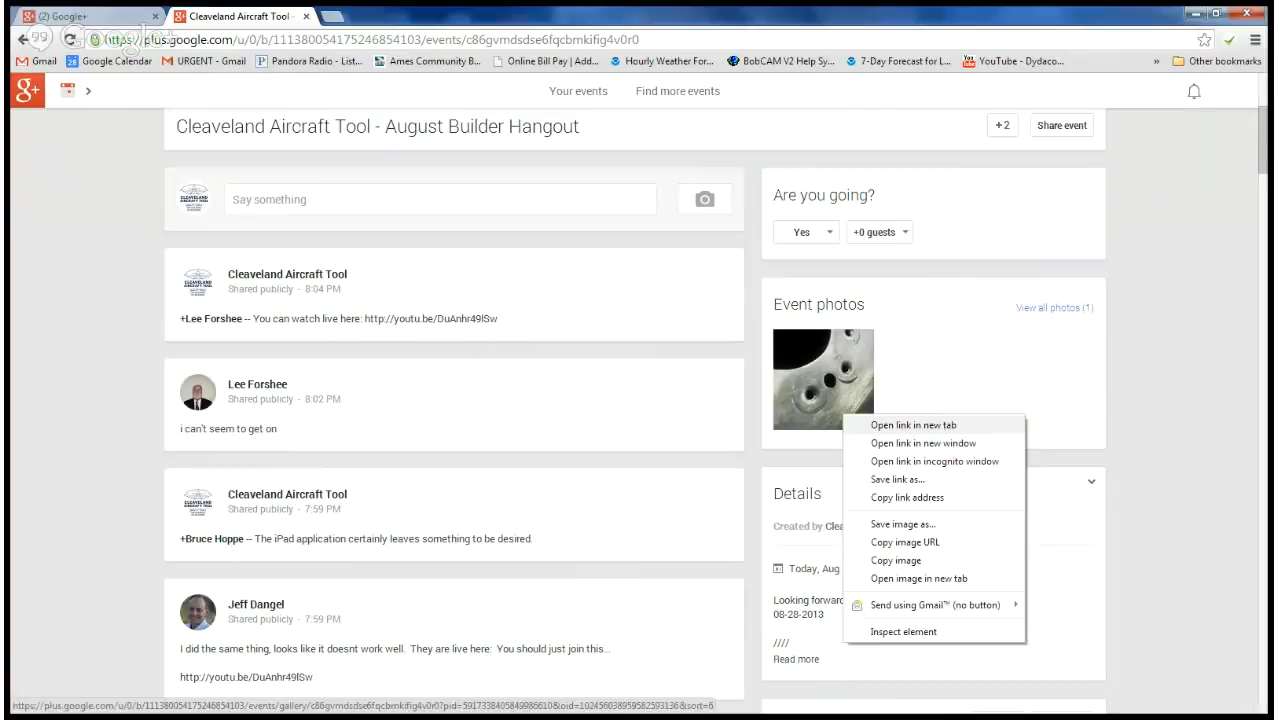 (2) Google+
Cleaveland Aircraft Tool -
https://plus.google.com/u/0/b/111380054175246854103/events/c86gvmdsdse6fqcbmkifig4v0r0
Gmail
Google Calendar
URGENT - Gmail
Pandora Radio - List...
Ames Community B...
Online Bill Pay | Add...
Hourly Weather For...
BobCAM V2 Help Sy...
7-Day Forecast for L...
YouTube - Dydaco...
»
Other bookmarks
g+
Your events
Find more events
Cleaveland Aircraft Tool - August Builder Hangout
+2
Share event
Say something
Are you going?
Yes
+0 guests
Cleaveland Aircraft Tool
Shared publicly - 8:04 PM
+Lee Forshee -- You can watch live here: http://youtu.be/DuAnhr49lSw
Event photos
View all photos (1)
Lee Forshee
Shared publicly - 8:02 PM
i can't seem to get on
Open link in new tab
Open link in new window
Open link in incognito window
Save link as...
Copy link address
Save image as...
Copy image URL
Copy image
Open image in new tab
Send using Gmail™ (no button)
Inspect element
Cleaveland Aircraft Tool
Shared publicly - 7:59 PM
+Bruce Hoppe -- The iPad application certainly leaves something to be desired.
Details
Created by Clea
Today, Aug
Looking forward
08-28-2013
////
Read more
Jeff Dangel
Shared publicly - 7:59 PM
I did the same thing, looks like it doesnt work well. They are live here: You should just join this...
http://youtu.be/DuAnhr49lSw